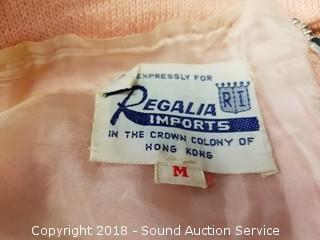 EXPRESSLY FOR
REGALIA RI
IMPORTS
IN THE CROWN COLONY OF
HONG KONG
M
Copyright 2018 - Sound Auction Service